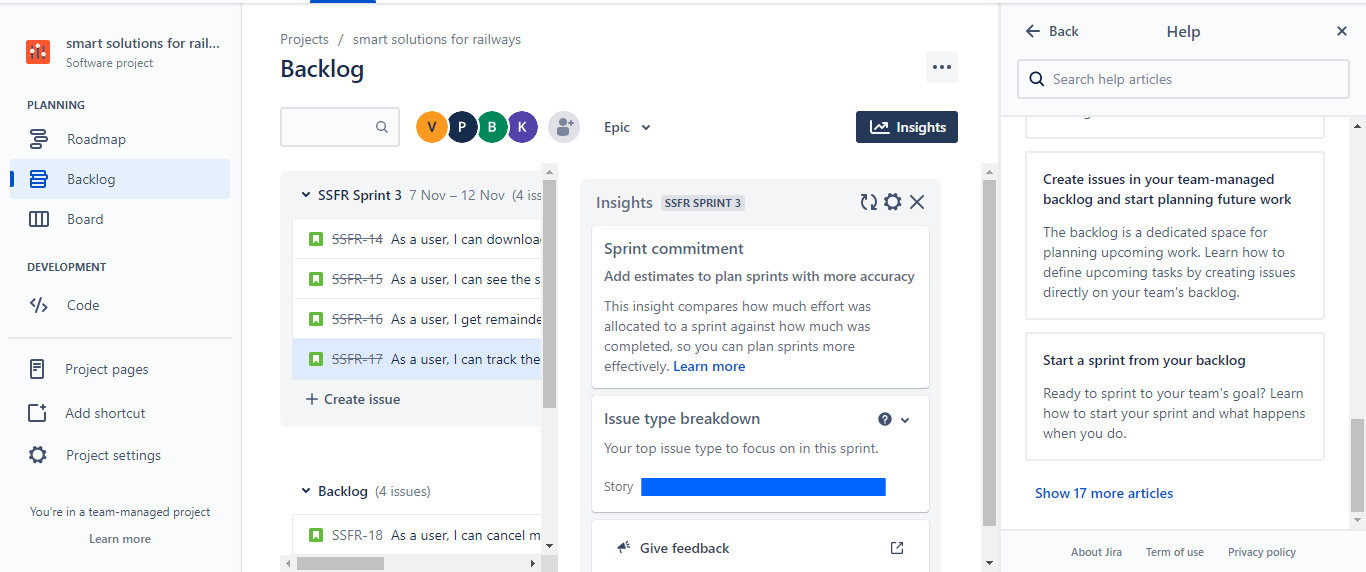 smart solutions for rail...
Software project
PLANNING
Roadmap
Backlog
Board
DEVELOPMENT
Code
Project pages
Add shortcut
Project settings
You're in a team-managed project
Learn more
Projects / smart solutions for railways
Backlog
V P B K
Epic
Insights
SSFR Sprint 3 7 Nov – 12 Nov (4 iss
SSFR-14 As a user, I can downloa
SSFR-15 As a user, I can see the s
SSFR-16 As a user, I get remainde
SSFR-17 As a user, I can track the
+ Create issue
Backlog (4 issues)
SSFR-18 As a user, I can cancel m
Insights SSFR SPRINT 3
Sprint commitment
Add estimates to plan sprints with more accuracy
This insight compares how much effort was
allocated to a sprint against how much was
completed, so you can plan sprints more
effectively. Learn more
Issue type breakdown
Your top issue type to focus on in this sprint.
Story
Give feedback
Back
Help
Search help articles
Create issues in your team-managed
backlog and start planning future work
The backlog is a dedicated space for
planning upcoming work. Learn how to
define upcoming tasks by creating issues
directly on your team's backlog.
Start a sprint from your backlog
Ready to sprint to your team's goal? Learn
how to start your sprint and what happens
when you do.
Show 17 more articles
About Jira Term of use Privacy policy